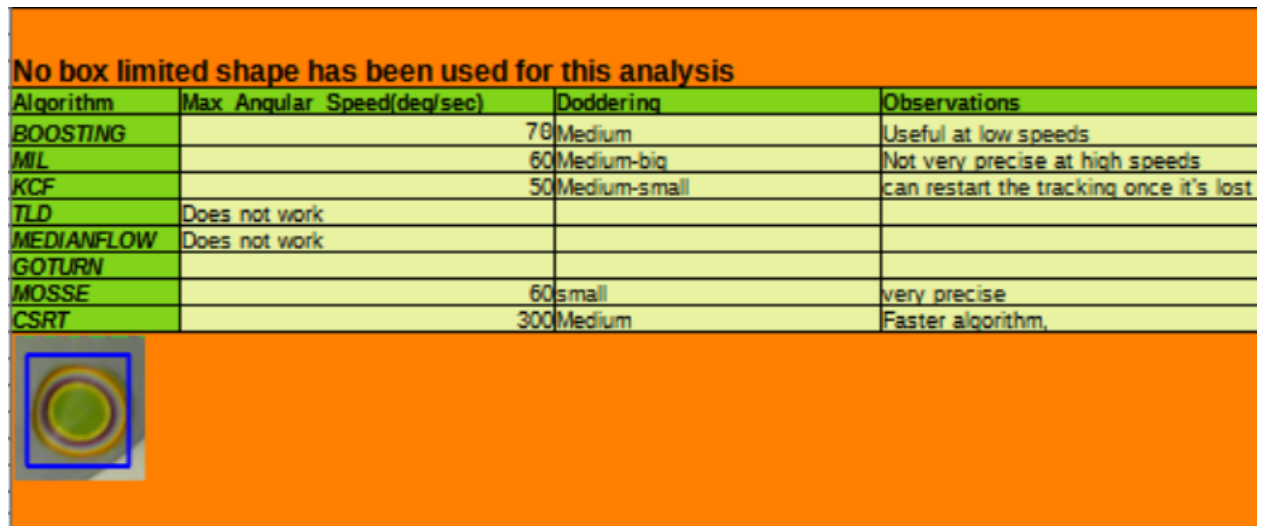 No box limited shape has been used for this analysis
Algorithm Max Angular Speed(deg/sec) Doddering Observations
BOOSTING 70 Medium Useful at low speeds
MIL 60 Medium-big Not very precise at high speeds
KCF 50 Medium-small can restart the tracking once it's lost
TLD Does not work
MEDIANFLOW Does not work
GOTURN
MOSSE 60 small very precise
CSRT 300 Medium Faster algorithm,